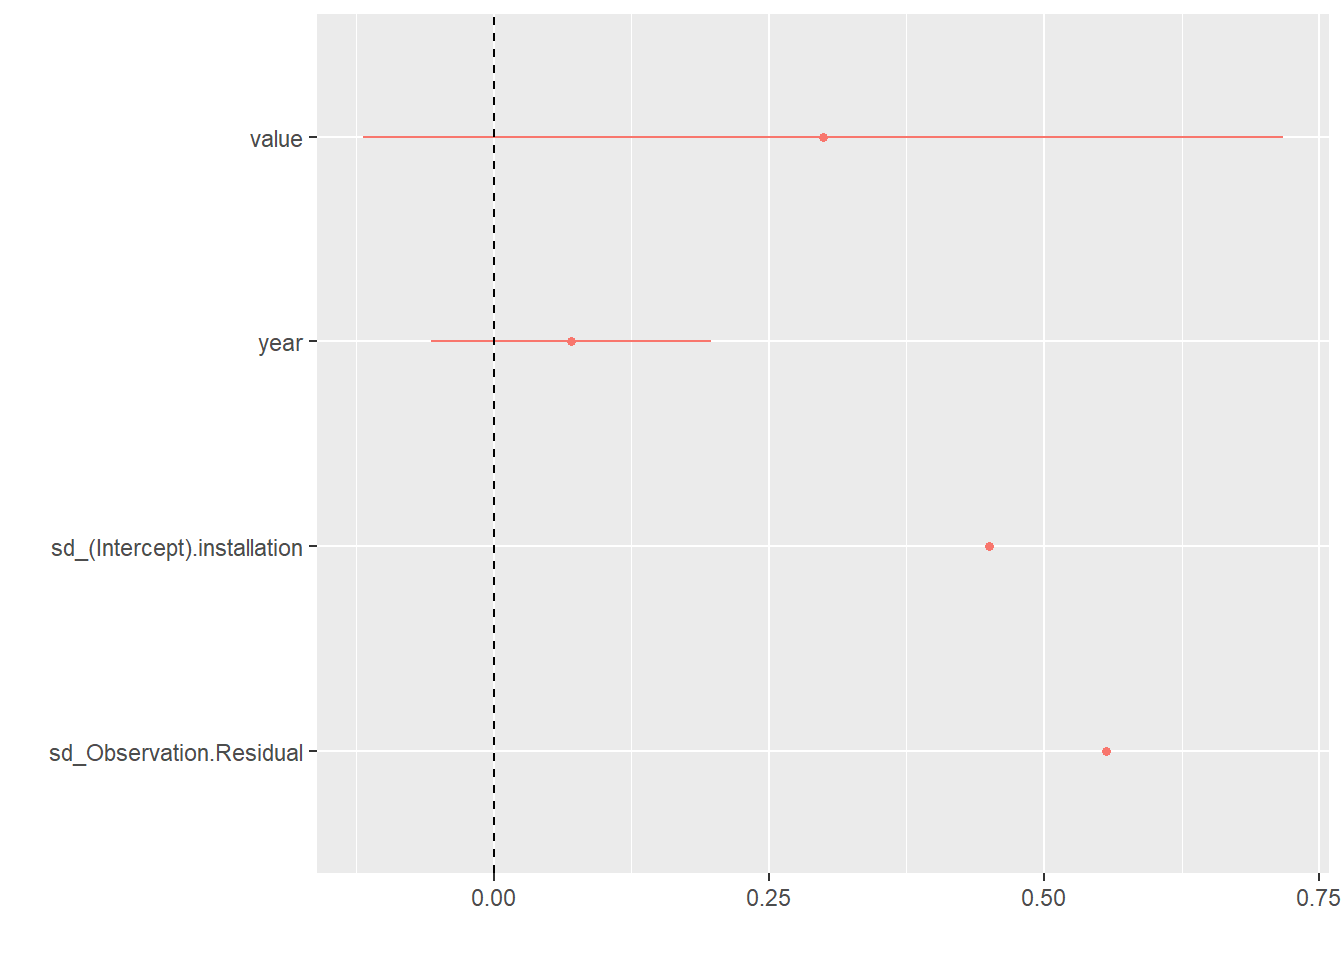 value
year
sd_(Intercept).installation
sd_Observation.Residual
0.00 0.25 0.50 0.75